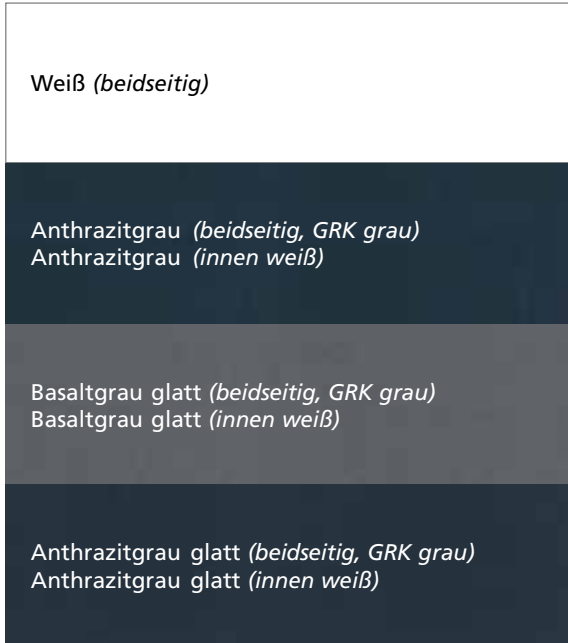 Weiß (beidseitig)
Anthrazitgrau (beidseitig, GRK grau)
Anthrazitgrau (innen weiß)
Basaltgrau glatt (beidseitig, GRK grau)
Basaltgrau glatt (innen weiß)
Anthrazitgrau glatt (beidseitig, GRK grau)
Anthrazitgrau glatt (innen weiß)